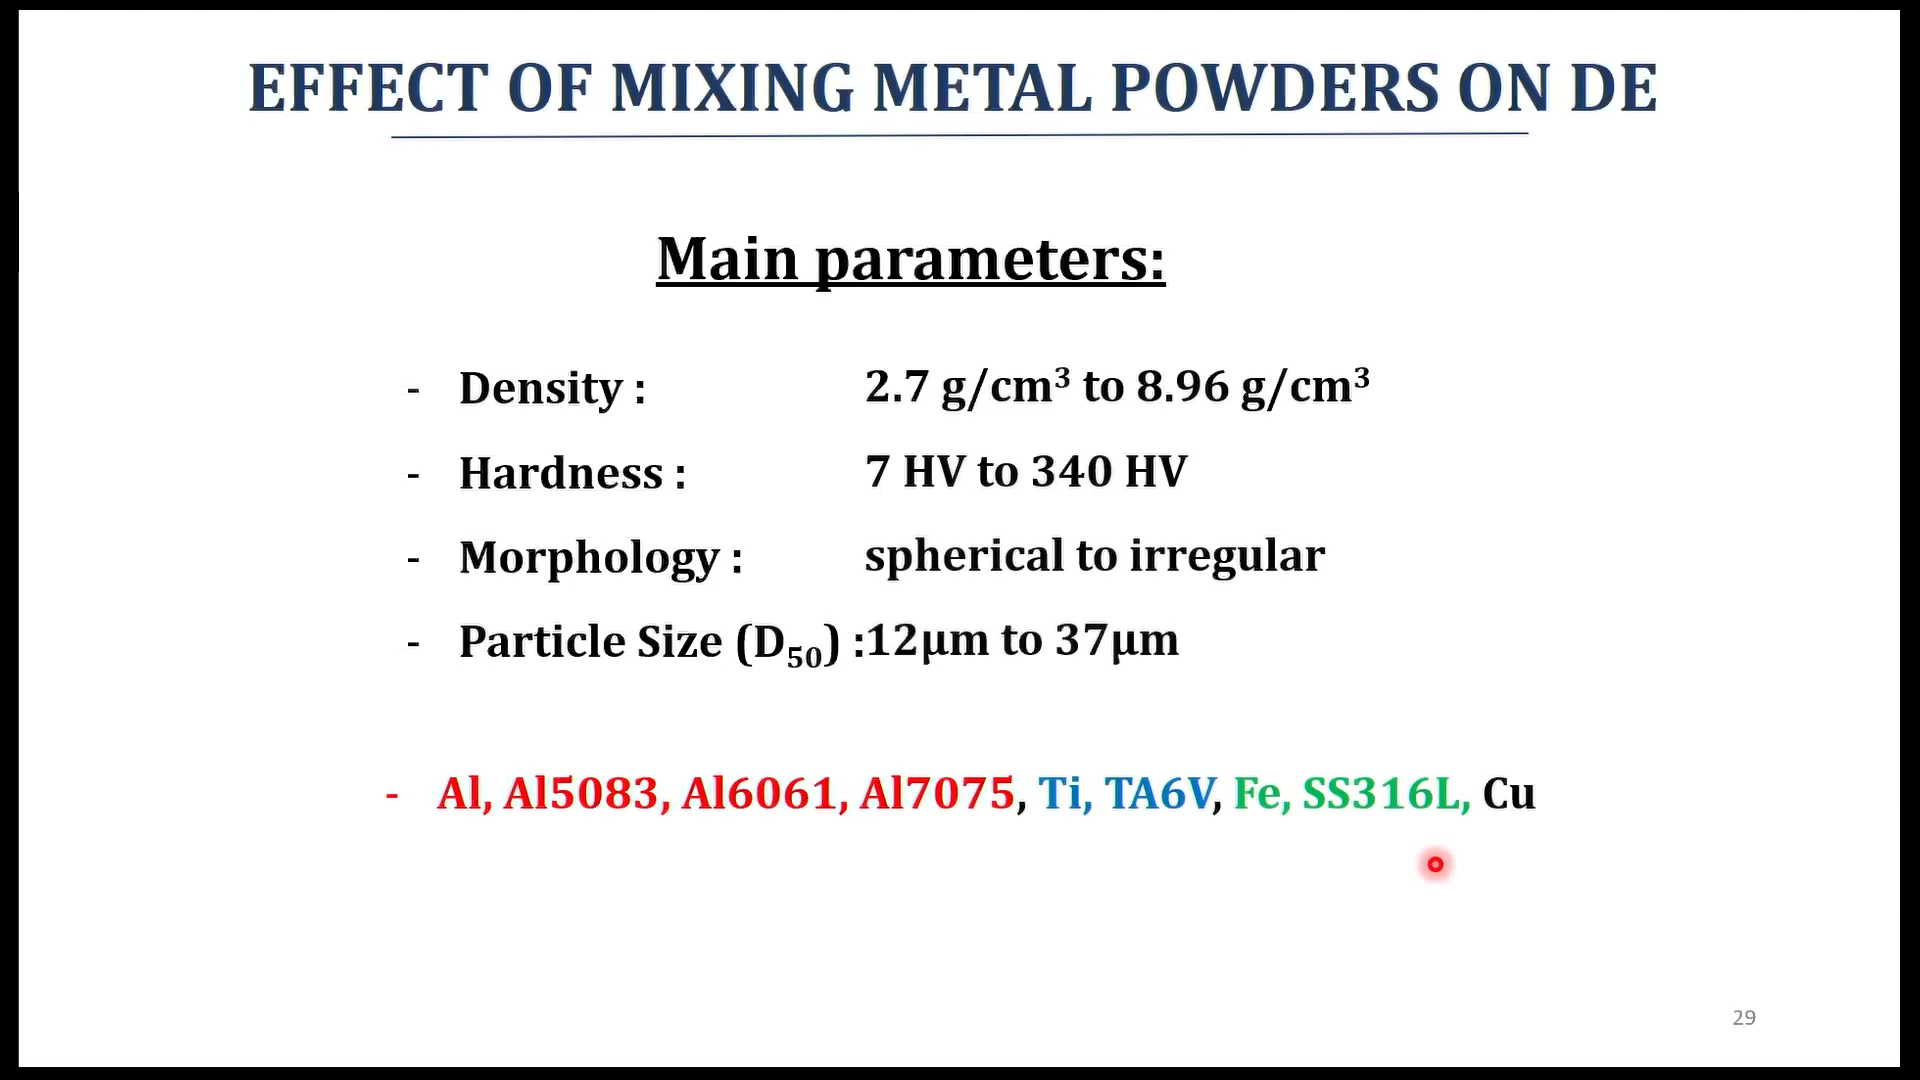 EFFECT OF MIXING METAL POWDERS ON DE
Main parameters:
- Density : 2.7 g/cm³ to 8.96 g/cm³
- Hardness : 7 HV to 340 HV
- Morphology : spherical to irregular
- Particle Size (D₅₀) :12µm to 37µm
- Al, Al5083, Al6061, Al7075, Ti, TA6V, Fe, SS316L, Cu
29